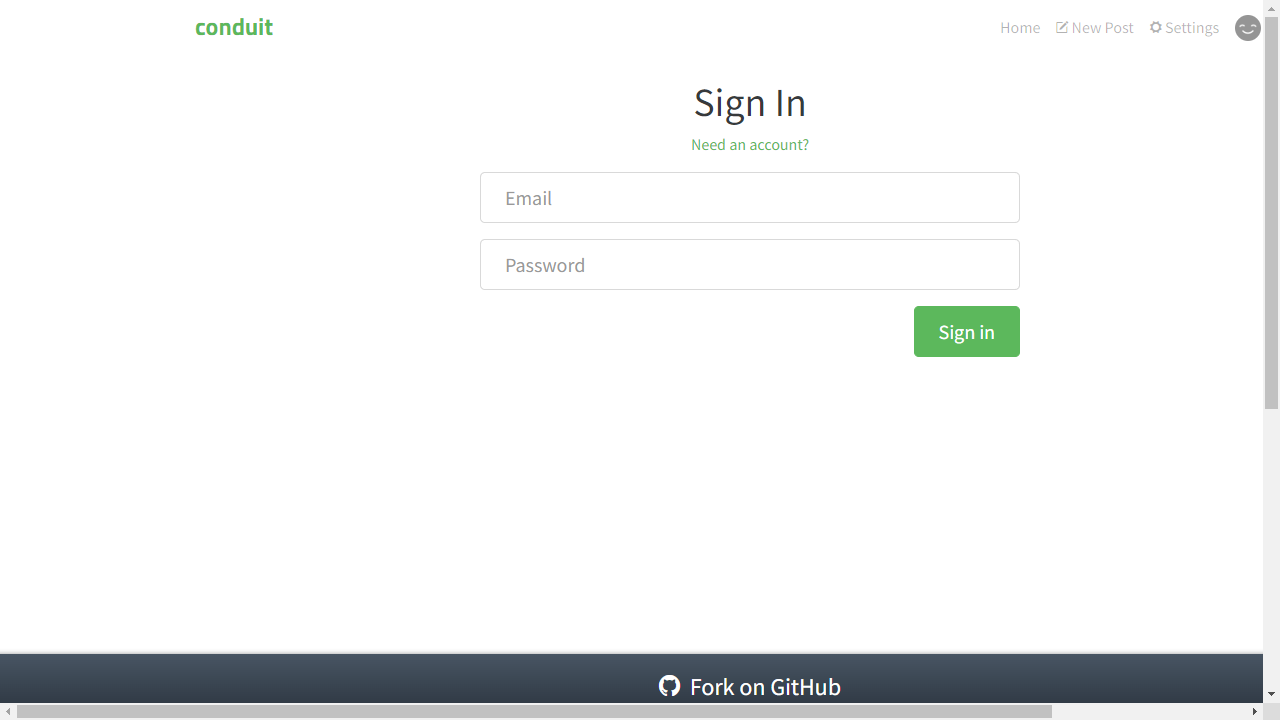 conduit
Home New Post Settings
Sign In
Need an account?
Email
Password
Sign in
Fork on GitHub